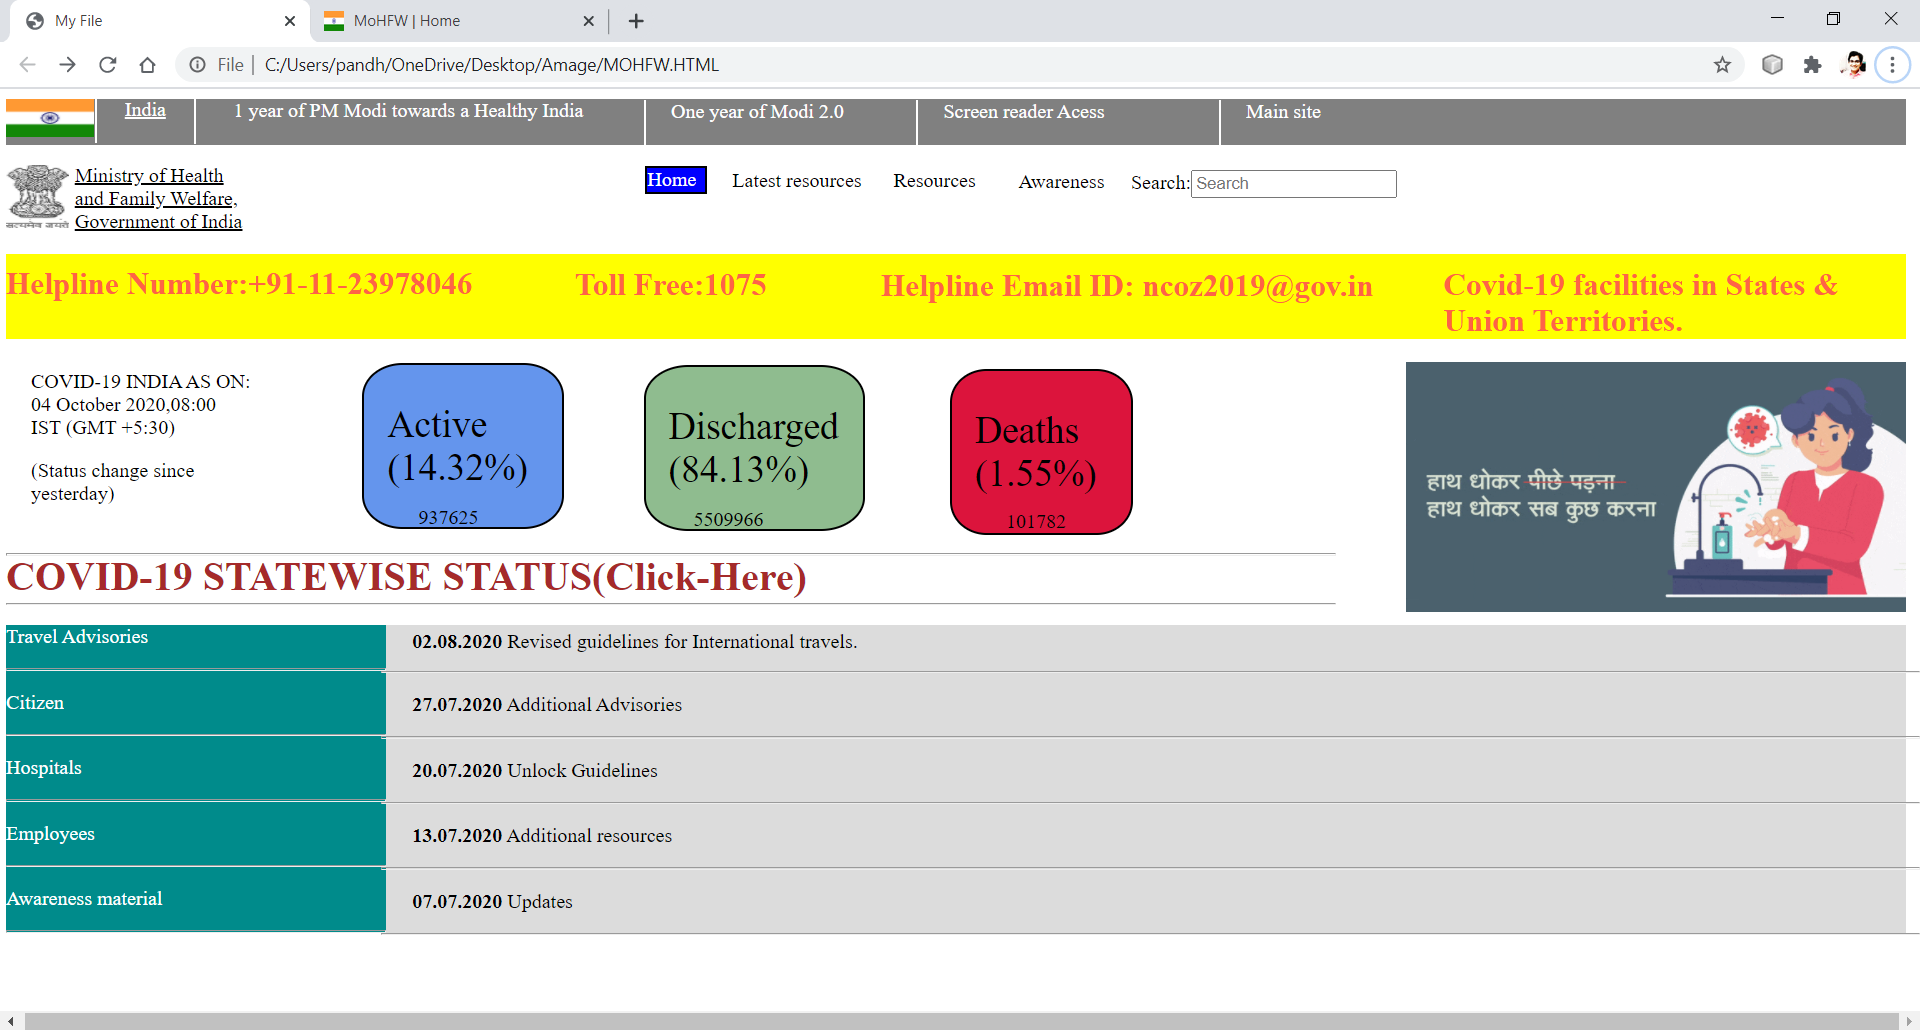 My File
MoHFW | Home
File
C:/Users/pandh/OneDrive/Desktop/Amage/MOHFW.HTML
India
1 year of PM Modi towards a Healthy India
One year of Modi 2.0
Screen reader Acess
Main site
सत्यमेव जयते
Ministry of Health
and Family Welfare,
Government of India
Home
Latest resources
Resources
Awareness
Search:
Search
Helpline Number:+91-11-23978046
Toll Free:1075
Helpline Email ID: ncoz2019@gov.in
Covid-19 facilities in States &
Union Territories.
COVID-19 INDIA AS ON:
04 October 2020,08:00
IST (GMT +5:30)
(Status change since
yesterday)
Active
(14.32%)
937625
Discharged
(84.13%)
5509966
Deaths
(1.55%)
101782
हाथ धोकर पीछे पड़ना
हाथ धोकर सब कुछ करना
COVID-19 STATEWISE STATUS(Click-Here)
Travel Advisories
02.08.2020 Revised guidelines for International travels.
Citizen
27.07.2020 Additional Advisories
Hospitals
20.07.2020 Unlock Guidelines
Employees
13.07.2020 Additional resources
Awareness material
07.07.2020 Updates